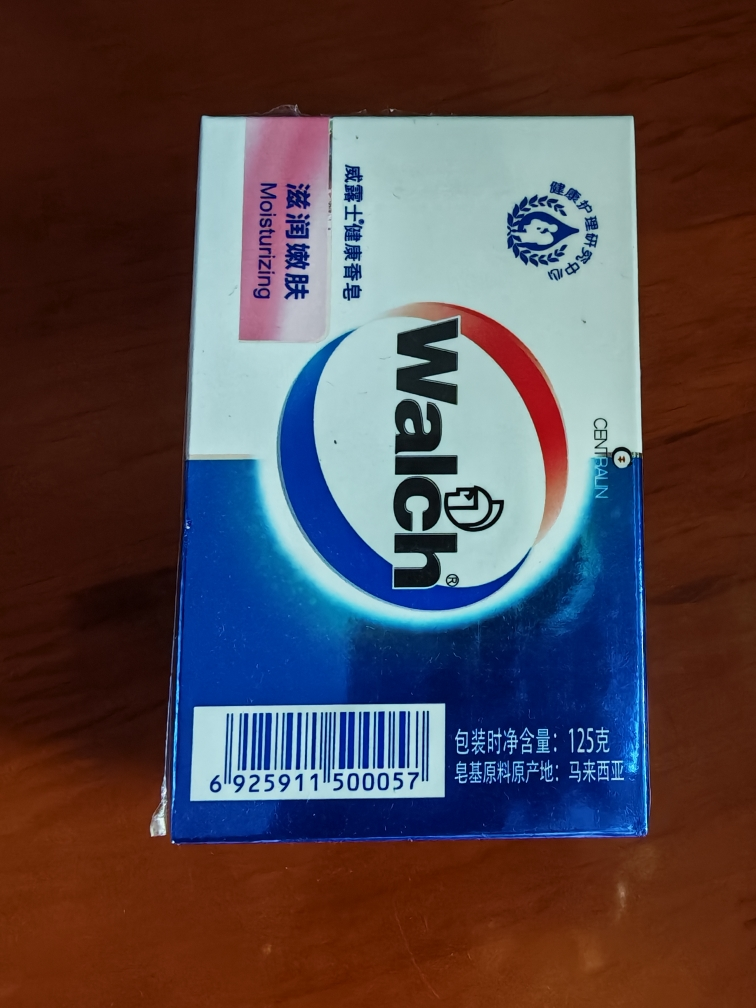 健康护理研究中心
威露士®健康香皂
滋润嫩肤
Moisturizing
Walch®
CENTRALIN
包装时净含量：125克
皂基原料原产地：马来西亚
6 925911 500057